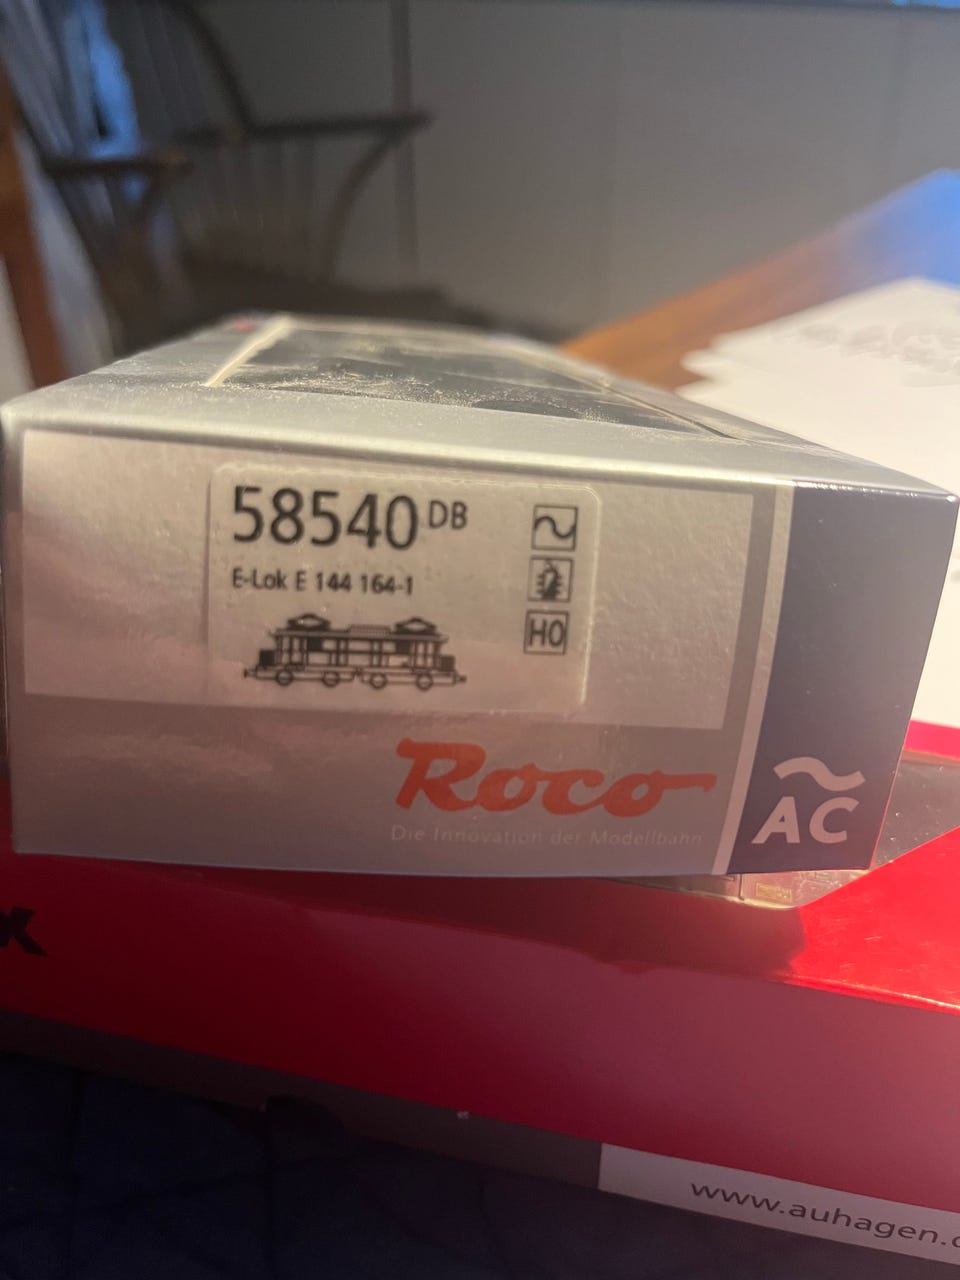 58540 DB
E-Lok E 144 164-1
H0
Roco
Die Innovation der Modellbahn
AC
www.auhagen.